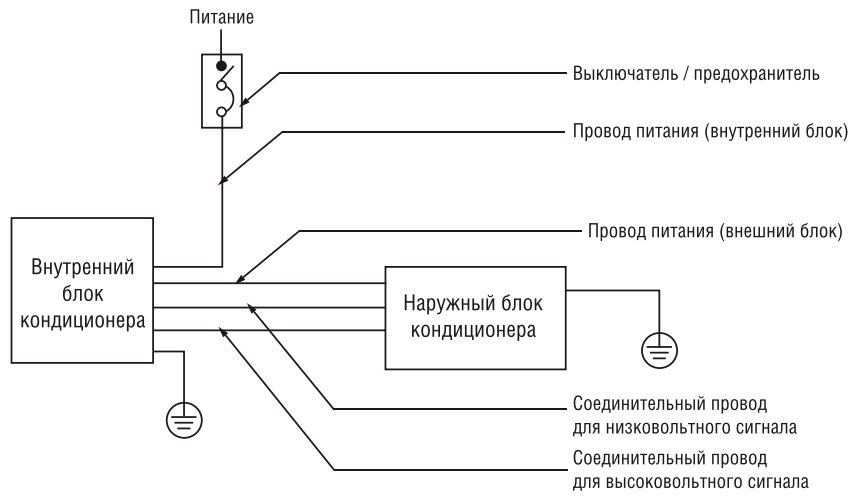 Питание
Выключатель / предохранитель
Провод питания (внутренний блок)
Провод питания (внешний блок)
Внутренний
блок
кондиционера
Наружный блок
кондиционера
Соединительный провод
для низковольтного сигнала
Соединительный провод
для высоковольтного сигнала